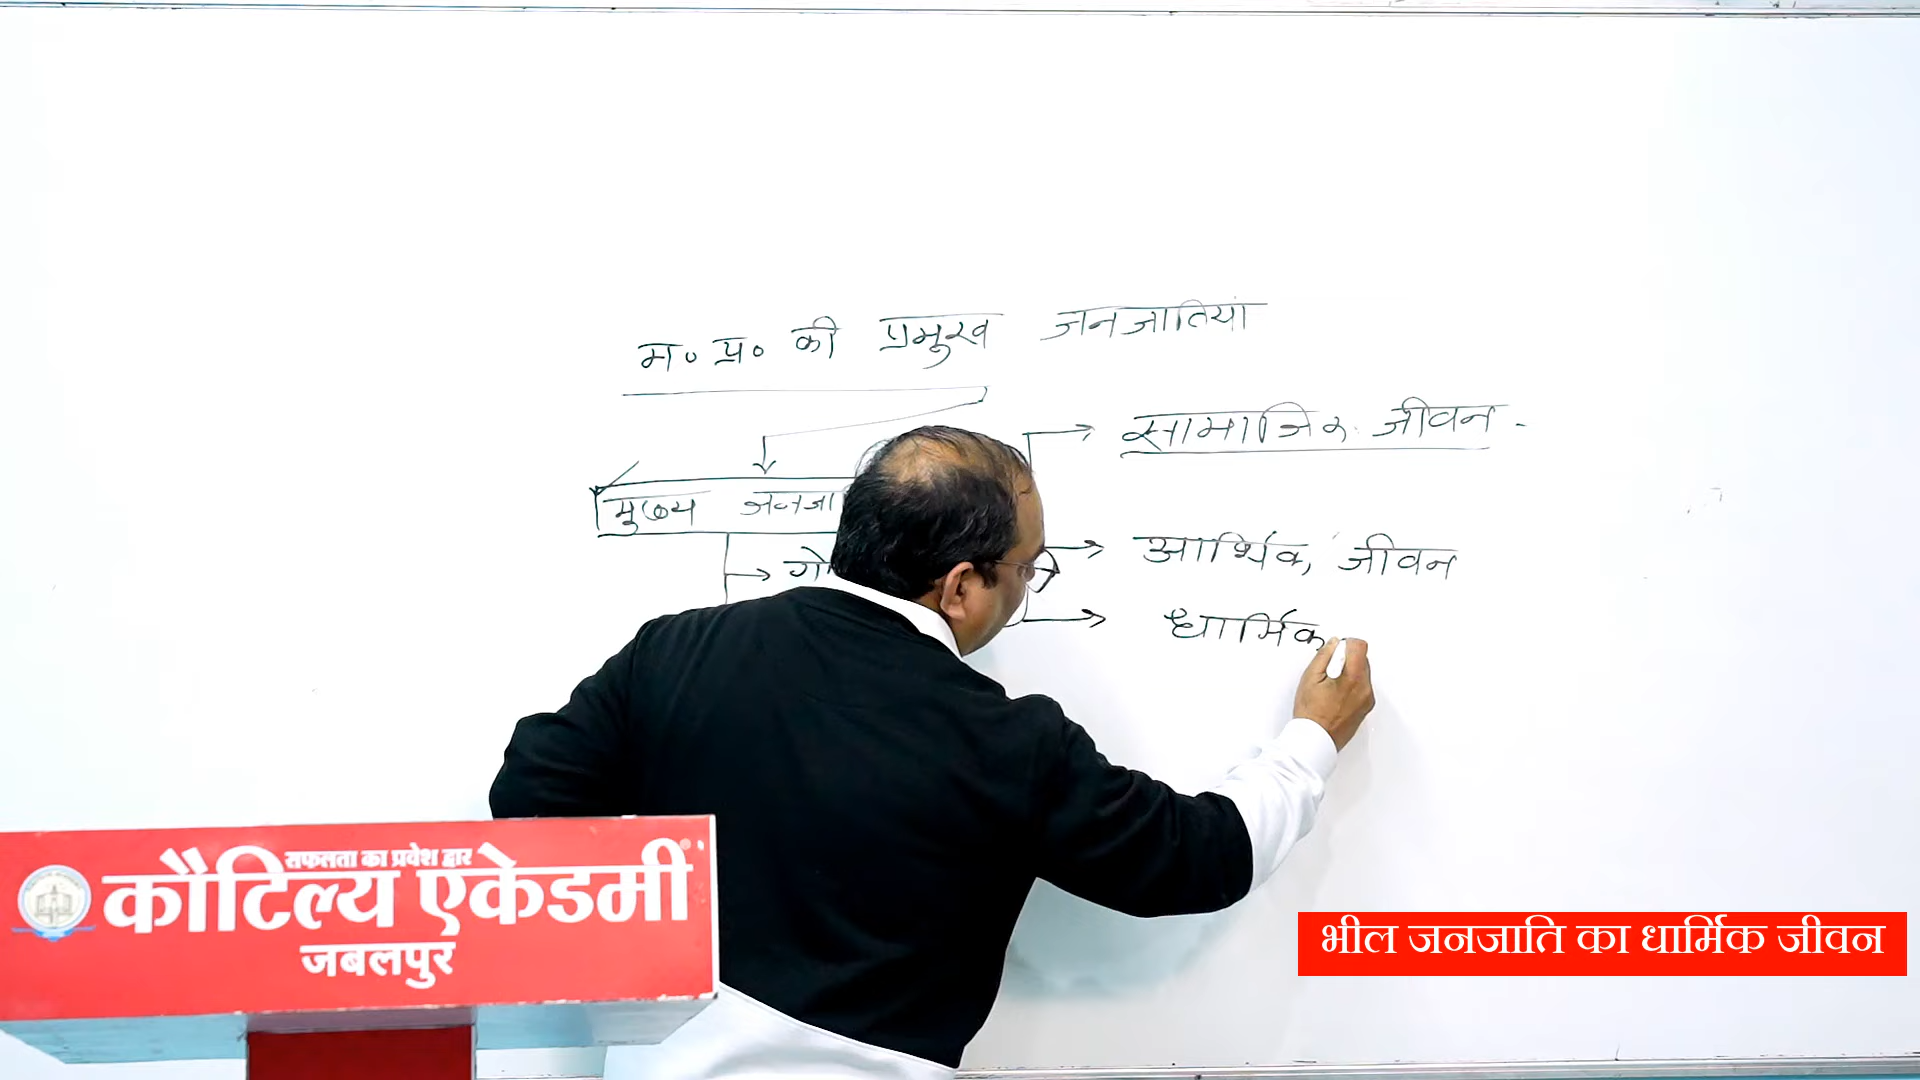 म० प्र० की प्रमुख जनजातियां
सामाजिक जीवन -
मुख्य
आर्थिक जीवन
धार्मिक
सफलता का प्रवेश द्वार
कौटिल्य एकेडमी
जबलपुर
भील जनजाति का धार्मिक जीवन